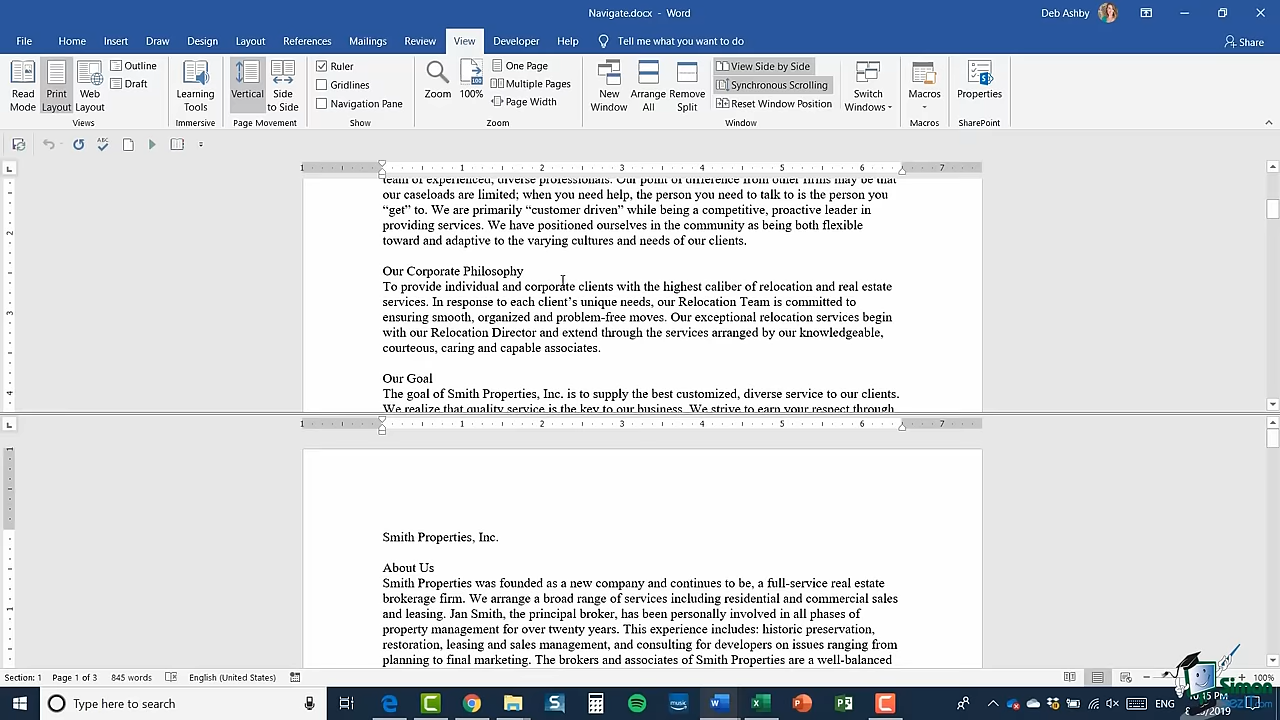 Navigate.docx - Word
Deb Ashby
File Home Insert Draw Design Layout References Mailings Review View Developer Help Tell me what you want to do
Share
Read Mode
Print Layout
Web Layout
Outline
Draft
Views
Learning Tools
Immersive
Vertical
Side to Side
Page Movement
Ruler
Gridlines
Navigation Pane
Show
Zoom
100%
One Page
Multiple Pages
Page Width
Zoom
New Window
Arrange All
Remove Split
View Side by Side
Synchronous Scrolling
Reset Window Position
Window
Switch Windows
Macros
Macros
Properties
SharePoint
1 1 2 3 4 5 6 7
team of experienced, diverse professionals. Our point of difference from other firms may be that
our caseloads are limited; when you need help, the person you need to talk to is the person you
“get” to. We are primarily “customer driven” while being a competitive, proactive leader in
providing services. We have positioned ourselves in the community as being both flexible
toward and adaptive to the varying cultures and needs of our clients.
Our Corporate Philosophy
To provide individual and corporate clients with the highest caliber of relocation and real estate
services. In response to each client’s unique needs, our Relocation Team is committed to
ensuring smooth, organized and problem-free moves. Our exceptional relocation services begin
with our Relocation Director and extend through the services arranged by our knowledgeable,
courteous, caring and capable associates.
Our Goal
The goal of Smith Properties, Inc. is to supply the best customized, diverse service to our clients.
We realize that quality service is the key to our business. We strive to earn your respect through
1 1 2 3 4 5 6 7
Smith Properties, Inc.
About Us
Smith Properties was founded as a new company and continues to be, a full-service real estate
brokerage firm. We arrange a broad range of services including residential and commercial sales
and leasing. Jan Smith, the principal broker, has been personally involved in all phases of
property management for over twenty years. This experience includes: historic preservation,
restoration, leasing and sales management, and consulting for developers on issues ranging from
planning to final marketing. The brokers and associates of Smith Properties are a well-balanced
Section: 1 Page 1 of 3 845 words English (United States)
100%
Type here to search
ENG
Simon